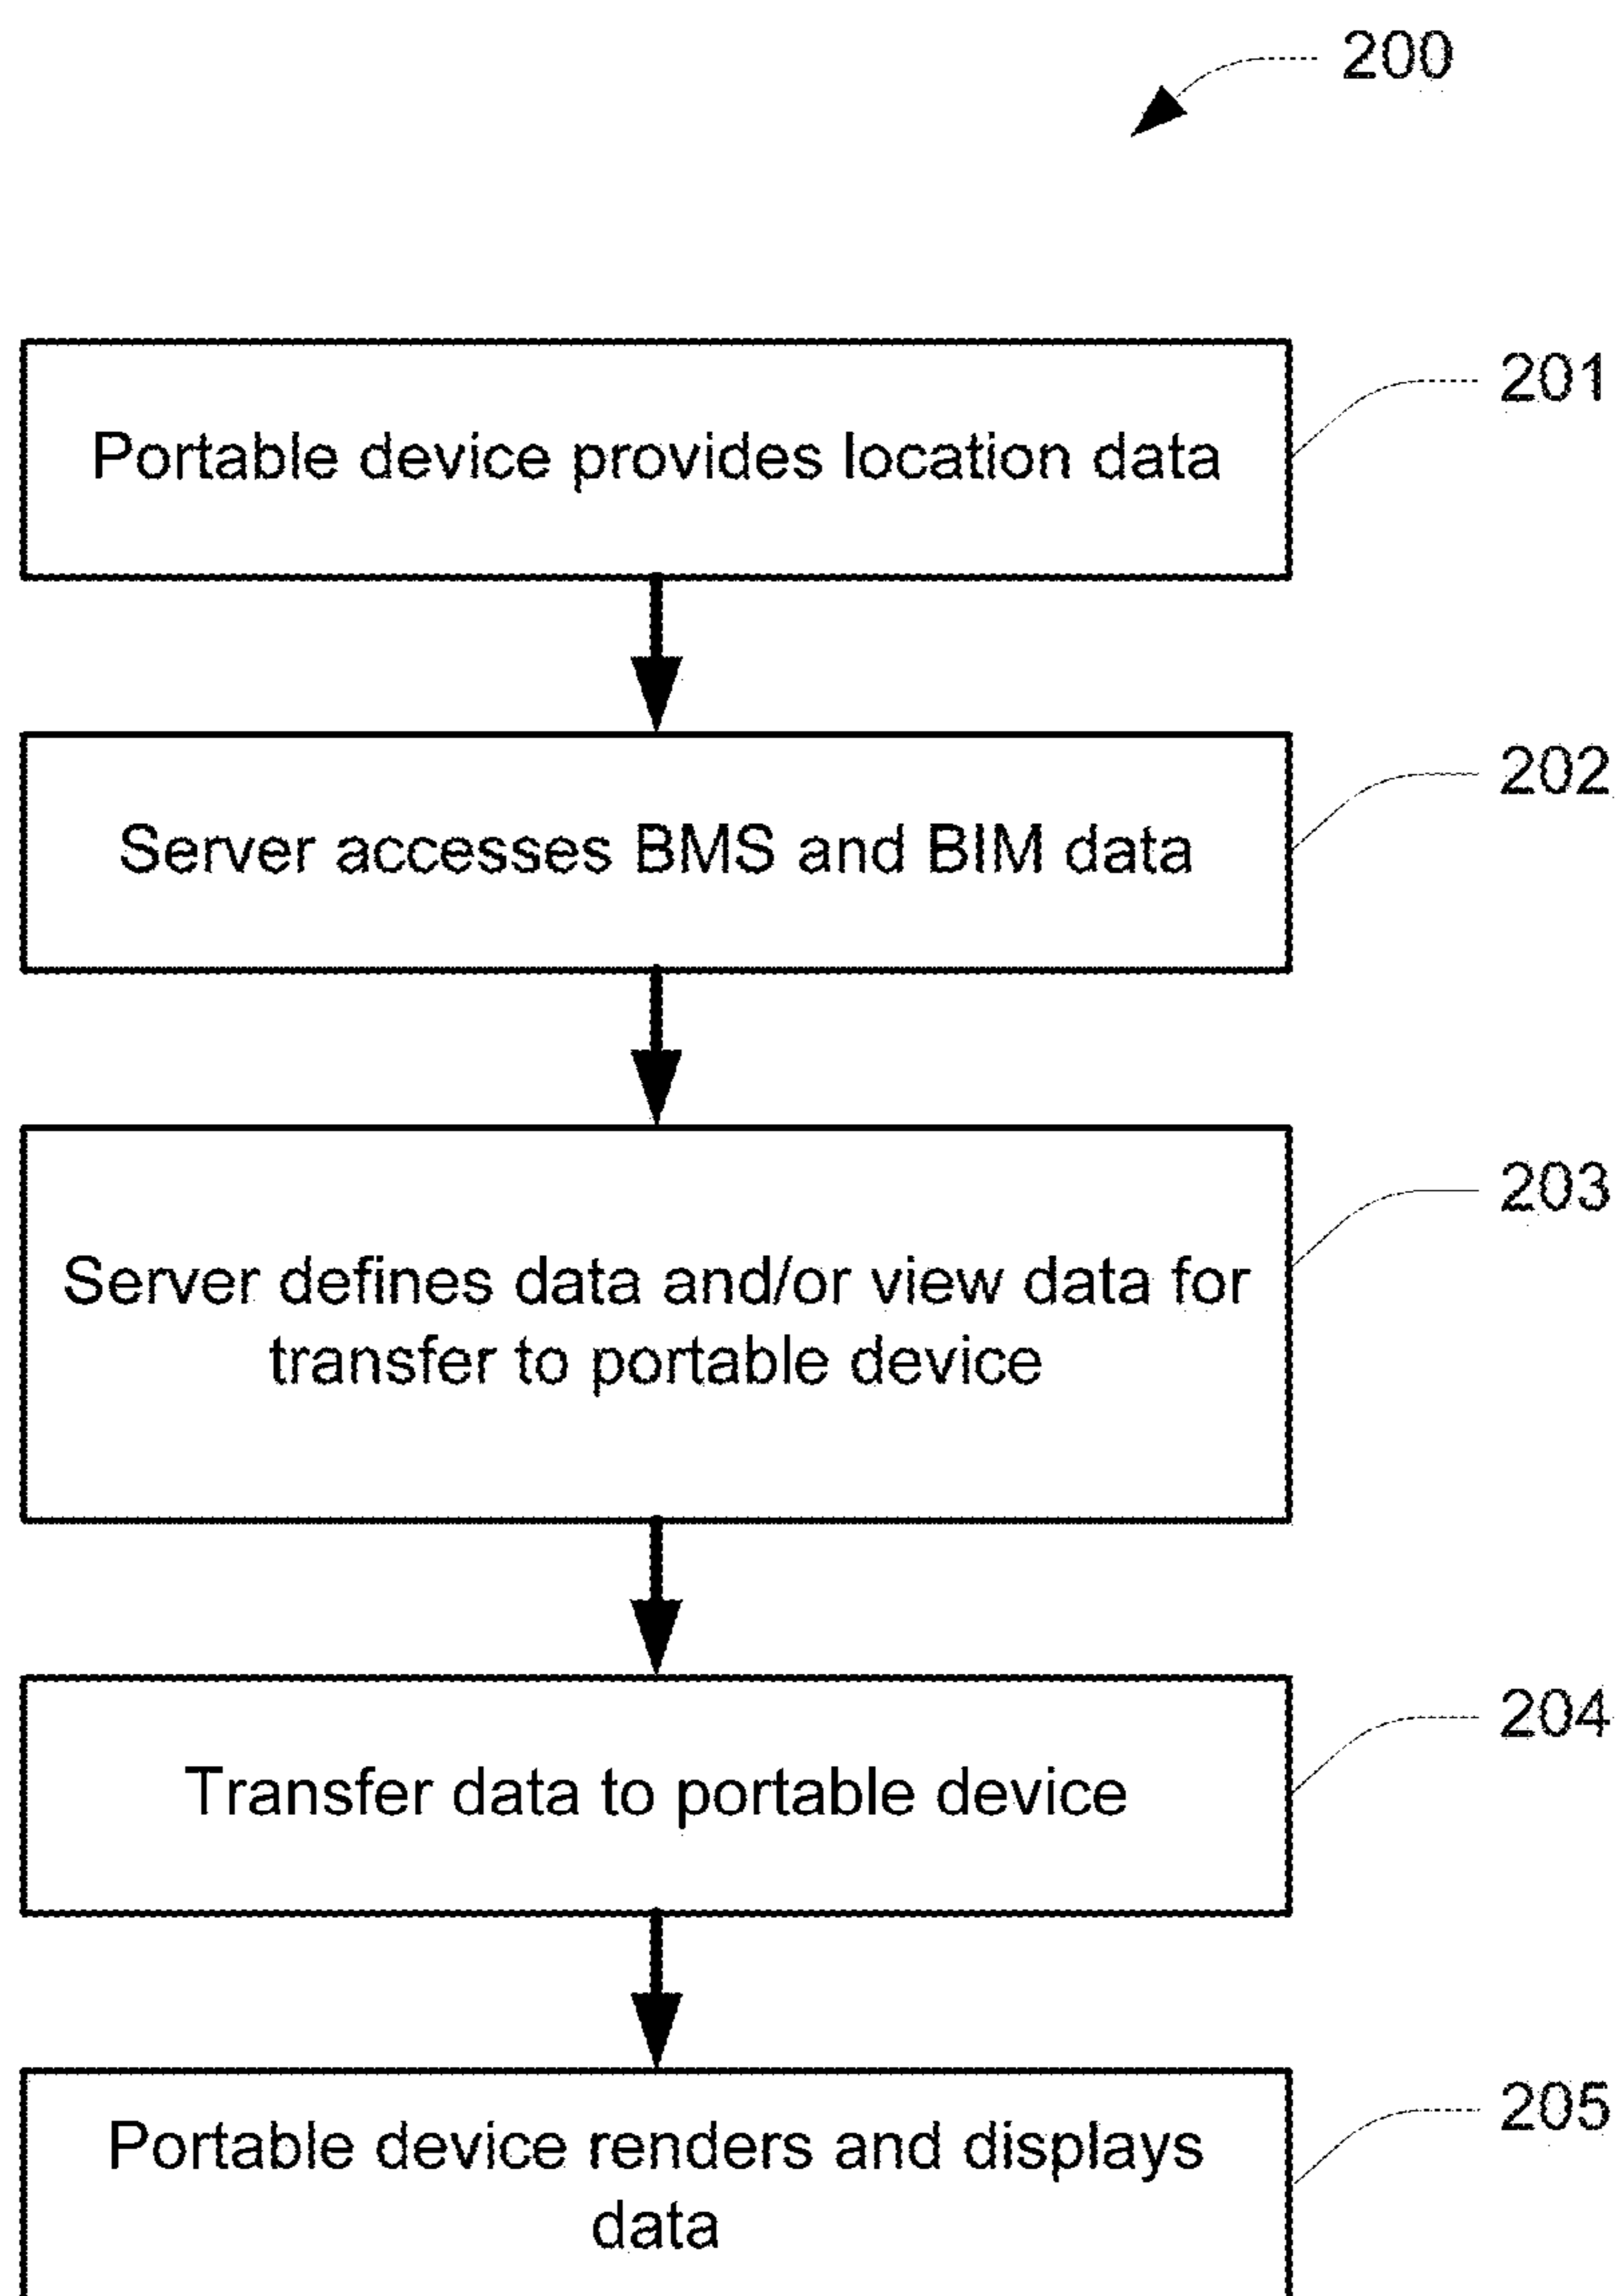 200
Portable device provides location data
201
Server accesses BMS and BIM data
202
Server defines data and/or view data for
transfer to portable device
203
Transfer data to portable device
204
Portable device renders and displays
data
205